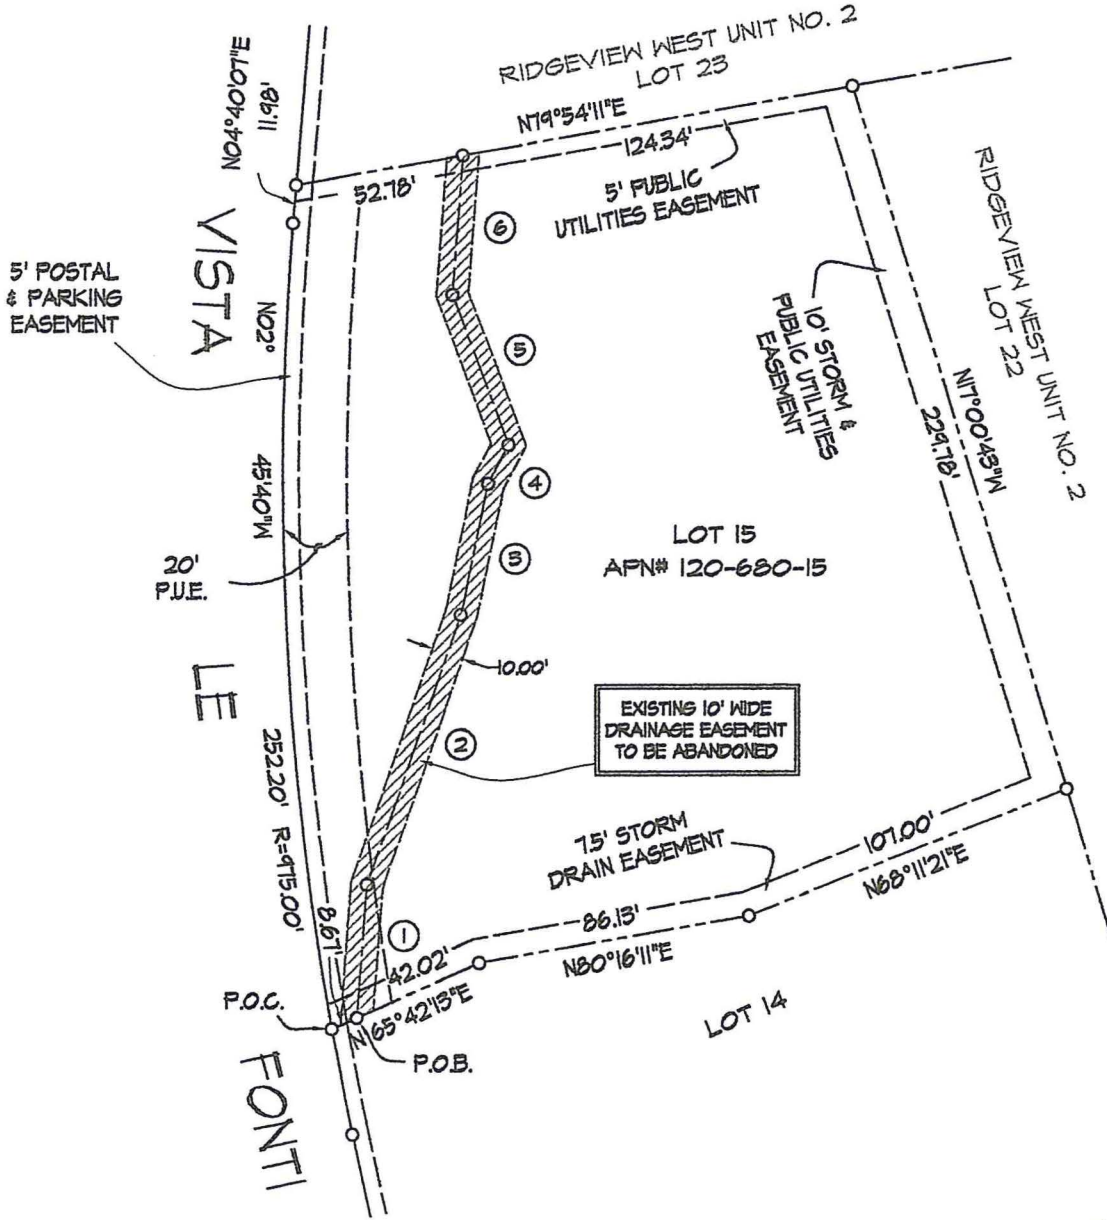 RIDGEVIEW WEST UNIT NO. 2
LOT 23
N79°54'11"E
124.34'
52.78'
5' PUBLIC
UTILITIES EASEMENT
N04°40'07"E
11.98'
VISTA
5' POSTAL
& PARKING
EASEMENT
N02°
45'40"W
20'
P.U.E.
LE
252.20' R=975.00'
8.67'
FONTI
6
5
4
3
2
1
10' STORM &
PUBLIC UTILITIES
EASEMENT
RIDGEVIEW WEST UNIT NO. 2
LOT 22
N17°00'43"W
229.78'
LOT 15
APN# 120-680-15
10.00'
EXISTING 10' WIDE
DRAINAGE EASEMENT
TO BE ABANDONED
7.5' STORM
DRAIN EASEMENT
107.00'
N68°11'21"E
86.13'
N80°16'11"E
42.02'
N 65°42'13"E
P.O.C.
P.O.B.
LOT 14